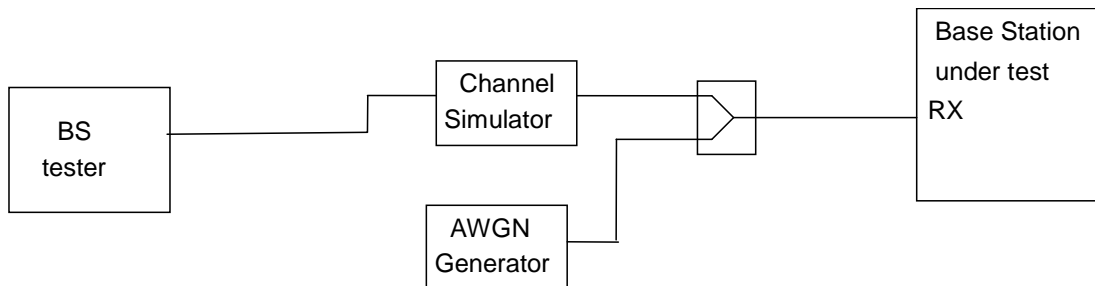 BS
tester
Channel
Simulator
AWGN
Generator
Base Station
under test
RX